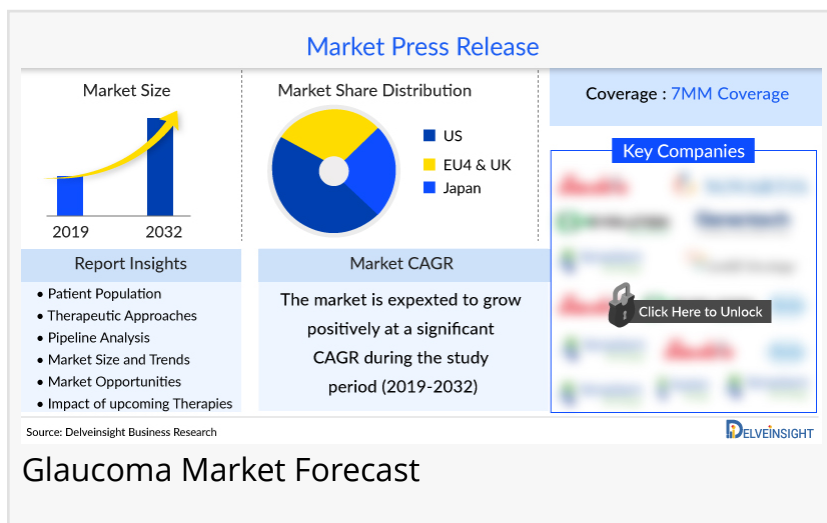 Market Press Release
Market Size
2019
2032
Market Share Distribution
US
EU4 & UK
Japan
Coverage : 7MM Coverage
Key Companies
Click Here to Unlock
Report Insights
• Patient Population
• Therapeutic Approaches
• Pipeline Analysis
• Market Size and Trends
• Market Opportunities
• Impact of upcoming Therapies
Market CAGR
The market is expexted to grow
positively at a significant
CAGR during the study
period (2019-2032)
Source: Delveinsight Business Research
DELVEINSIGHT
Glaucoma Market Forecast